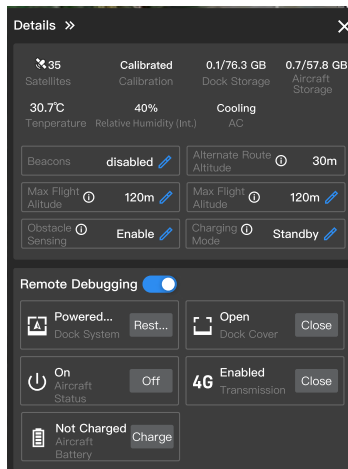 Details »
35 Calibrated 0.1/76.3 GB 0.7/57.8 GB
Satellites Calibration Dock Storage Aircraft
Storage
30.7℃ 40% Cooling
Tenperature Relative Humidity (Int.) AC
Beacons disabled
Alternate Route
Altitude 30m
Max Flight
Alitude 120m
Max Flight
Alitude 120m
Obstacle
Sensing Enable
Charging
Mode Standby
Remote Debugging
Powered...
Dock System
Rest...
Open
Dock Cover
Close
On
Aircraft
Status
Off
4G
Enabled
Transmission
Close
Not Charged
Aircraft
Battery
Charge